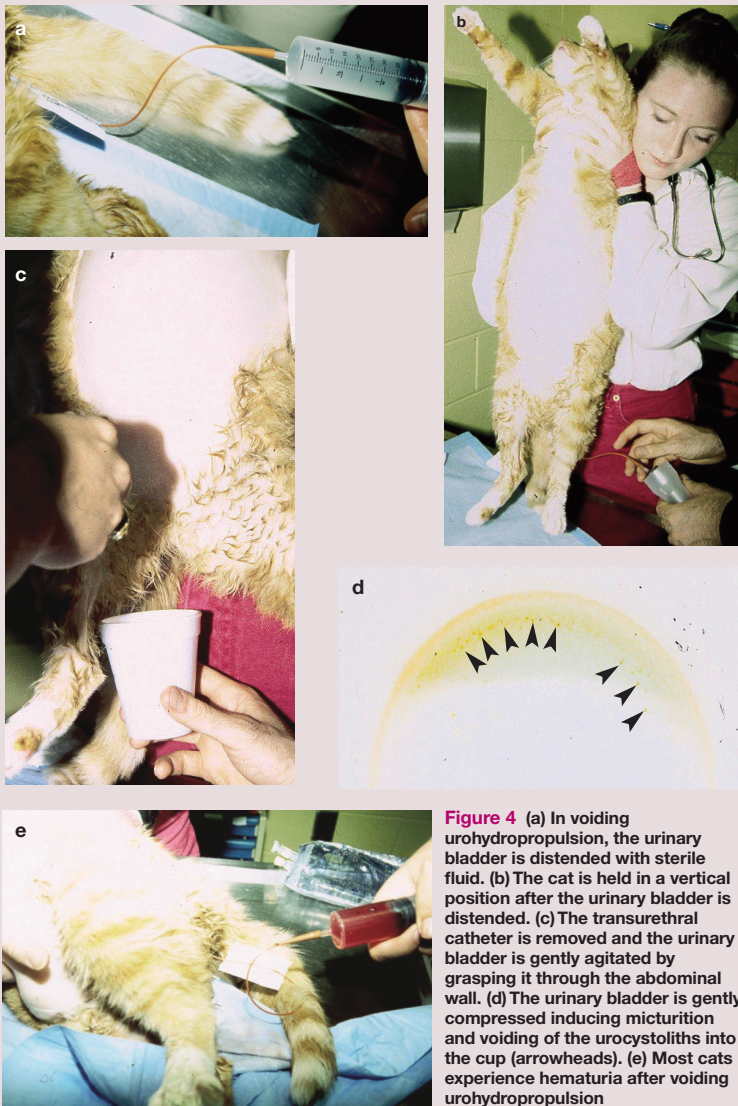 a
b
c
d
e
Figure 4 (a) In voiding
urohydropropulsion, the urinary
bladder is distended with sterile
fluid. (b) The cat is held in a vertical
position after the urinary bladder is
distended. (c) The transurethral
catheter is removed and the urinary
bladder is gently agitated by
grasping it through the abdominal
wall. (d) The urinary bladder is gently
compressed inducing micturition
and voiding of the urocystoliths into
the cup (arrowheads). (e) Most cats
experience hematuria after voiding
urohydropropulsion